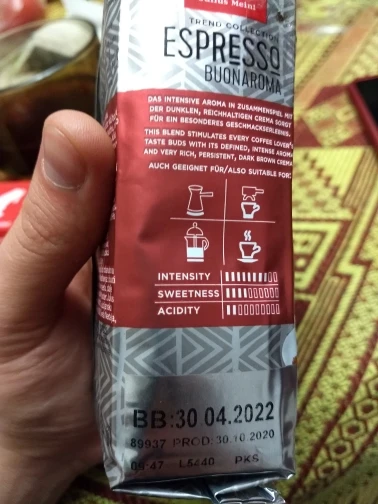 Julius Meinl
TREND COLLECTION
ESPRESSO
BUONAROMA
DAS INTENSIVE AROMA IN ZUSAMMENSPIEL MIT
DER DUNKLEN, REICHHALTIGEN CREMA SORGT
FÜR EIN BESONDERES GESCHMACKSERLEBNIS.
THIS BLEND STIMULATES EVERY COFFEE LOVER'S
TASTE BUDS WITH ITS DEFINED, INTENSE AROMA
AND VERY RICH, PERSISTENT, DARK BROWN CREMA.
AUCH GEEIGNET FÜR/ALSO SUITABLE FOR:
INTENSITY
SWEETNESS
ACIDITY
BB:30 04.2022
89937 PROD:30.10.2020
09:47 L5640 PKS